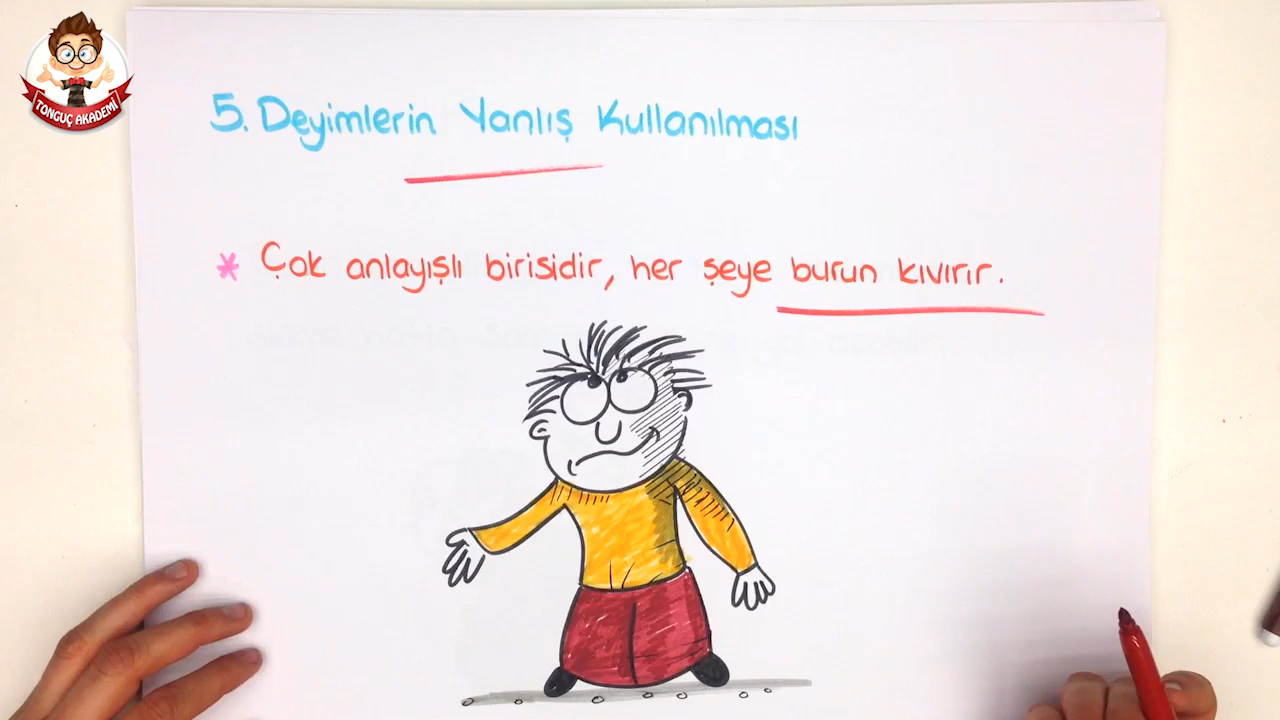 TONGUÇ AKADEMİ
5. Deyimlerin Yanlış Kullanılması
* Çok anlayışlı birisidir, her şeye burun kıvırır.